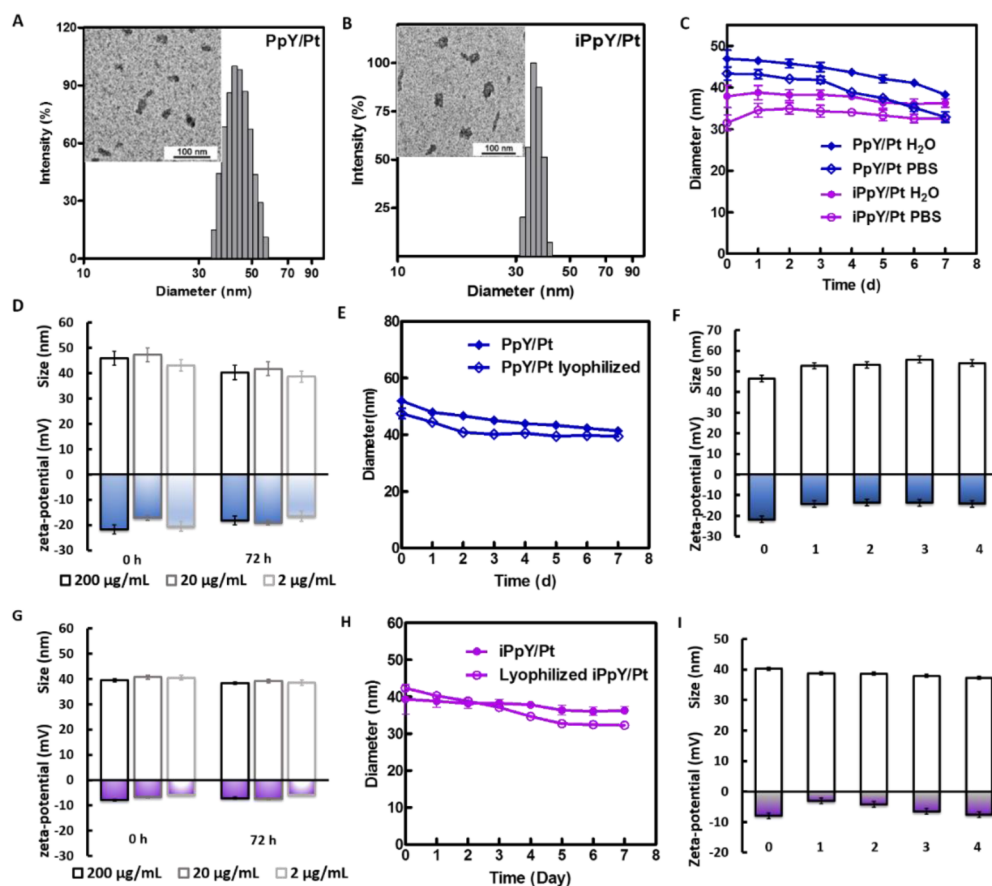 A
PpY/Pt
Intensity (%)
120
90
60
30
0
100 nm
10
30
50
70
90
Diameter (nm)
B
iPpY/Pt
Intensity (%)
125
100
75
50
25
100 nm
10
30
50
70
90
Diameter (nm)
C
Diameter (nm)
50
40
30
20
10
0
PpY/Pt H₂O
PpY/Pt PBS
iPpY/Pt H₂O
iPpY/Pt PBS
0 1 2 3 4 5 6 7 8
Time (d)
D
Size (nm)
zeta-potential (mV)
60
50
40
30
20
10
0
-10
-20
-30
0 h
72 h
200 µg/mL
20 µg/mL
2 µg/mL
E
Diameter(nm)
80
60
40
20
0
PpY/Pt
PpY/Pt lyophilized
0 1 2 3 4 5 6 7 8
Time (d)
F
Size (nm)
Zeta-potential (mV)
70
60
50
40
30
20
10
0
-10
-20
-30
0 1 2 3 4
G
Size (nm)
zeta-potential (mV)
60
50
40
30
20
10
0
-10
-20
-30
0 h
72 h
200 µg/mL
20 µg/mL
2 µg/mL
H
Diameter (nm)
60
50
40
30
20
10
0
iPpY/Pt
Lyophilized iPpY/Pt
0 1 2 3 4 5 6 7 8
Time (Day)
I
Size (nm)
Zeta-potential (mV)
50
40
30
20
10
0
-10
-20
0 1 2 3 4